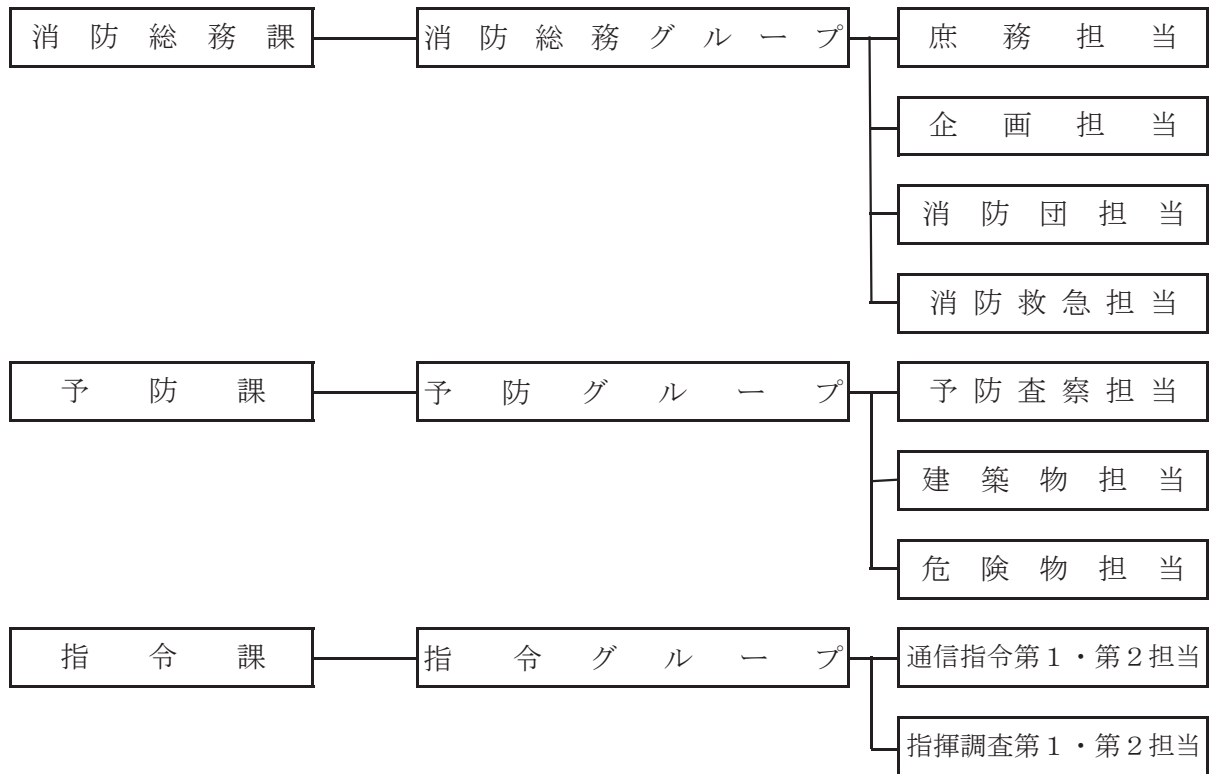 消防総務課 消防総務グループ 庶務担当
企画担当
消防団担当
消防救急担当
予防課 予防グループ 予防査察担当
建築物担当
危険物担当
指令課 指令グループ 通信指令第１・第２担当
指揮調査第１・第２担当